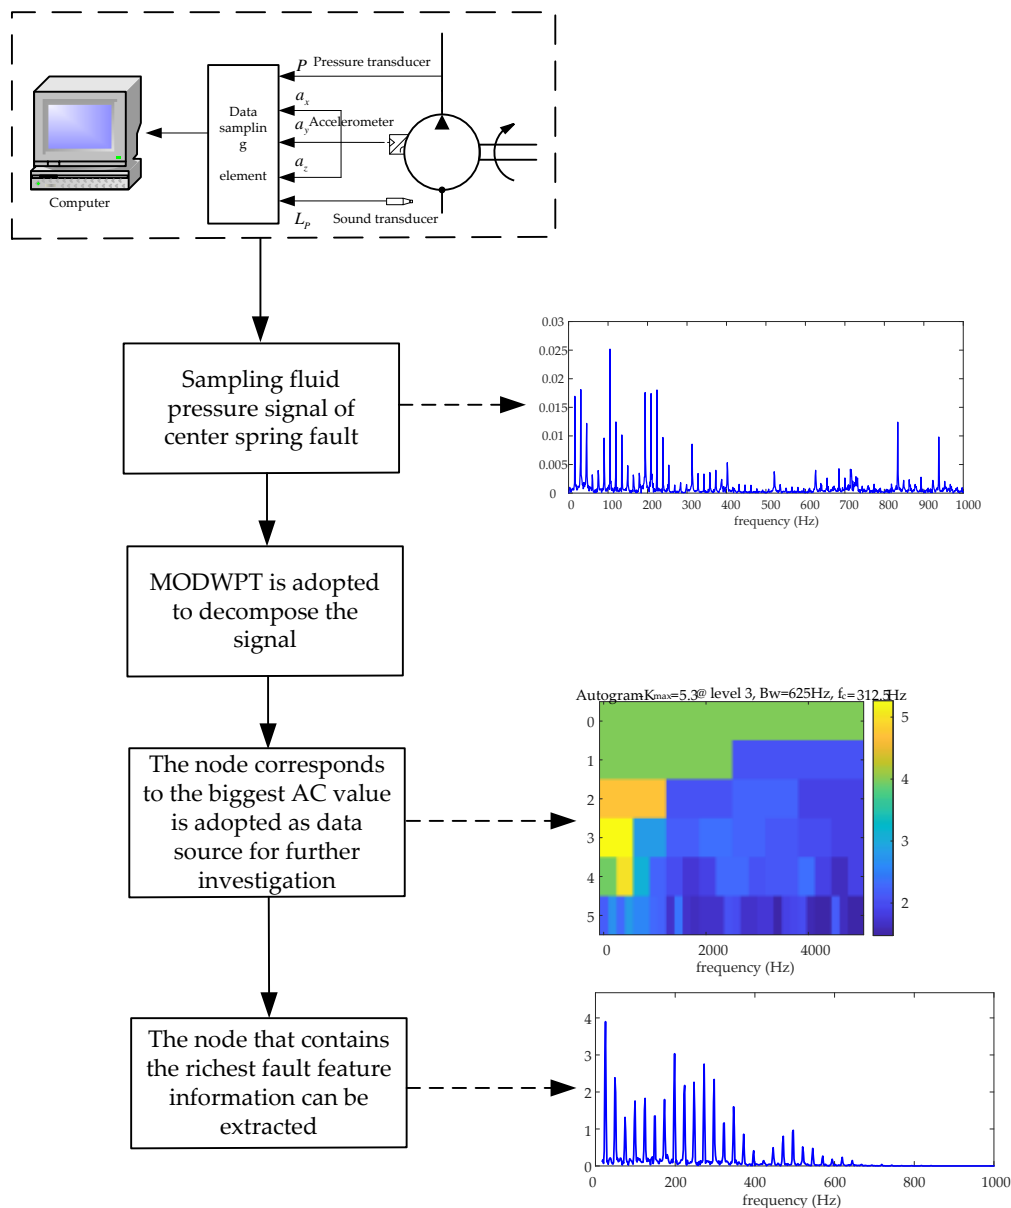 P Pressure transducer
a_x
a_y Accelerometer
a_z
Data
samplin
g
element
Computer
L_P Sound transducer
Sampling fluid
pressure signal of
center spring fault
0.03
0.025
0.02
0.015
0.01
0.005
0
0 100 200 300 400 500 600 700 800 900 1000
frequency (Hz)
MODWPT is adopted
to decompose the
signal
The node corresponds
to the biggest AC value
is adopted as data
source for further
investigation
Autogram-Kmax=5.3@ level 3, Bw=625Hz, fc=312.5Hz
0
1
2
3
4
5
0 2000 4000
frequency (Hz)
5
4
3
2
The node that contains
the richest fault feature
information can be
extracted
4
3
2
1
0
0 200 400 600 800 1000
frequency (Hz)